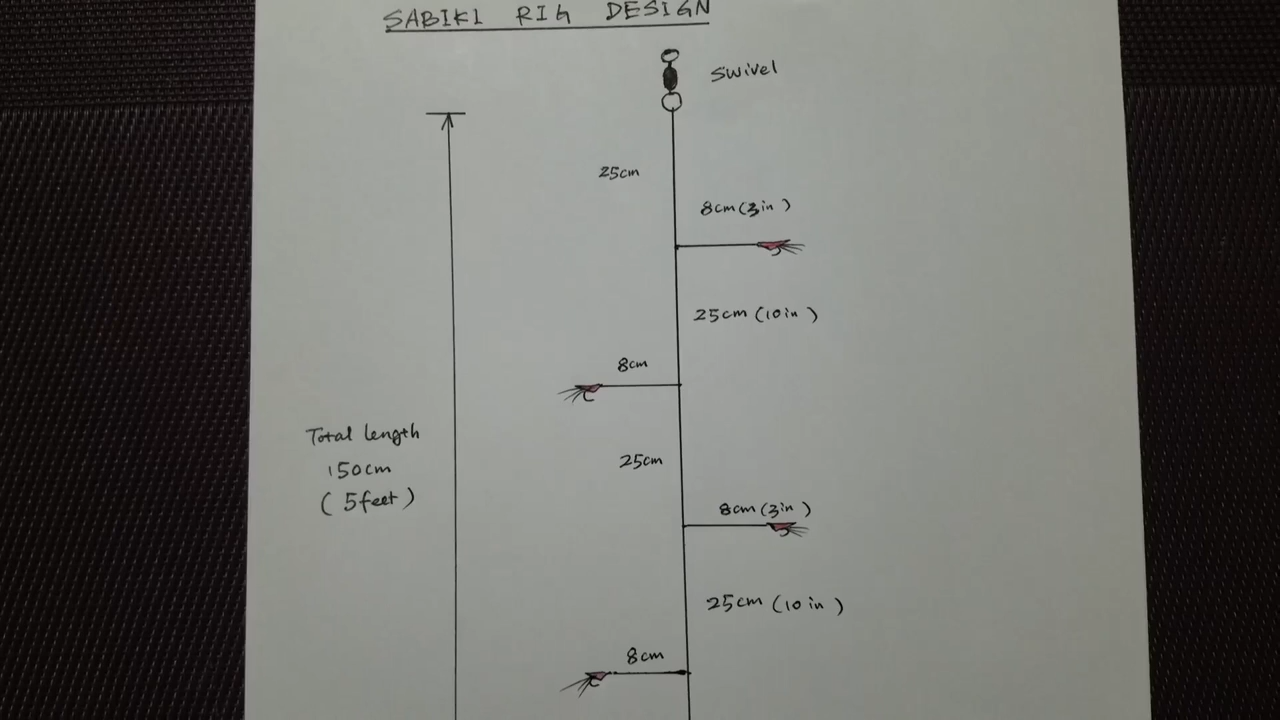 SABIKI RIG DESIGN
Swivel
25cm
8cm (3in)
25cm (10in)
8cm
Total length
150cm
(5feet)
25cm
8cm (3in)
25cm (10in)
8cm